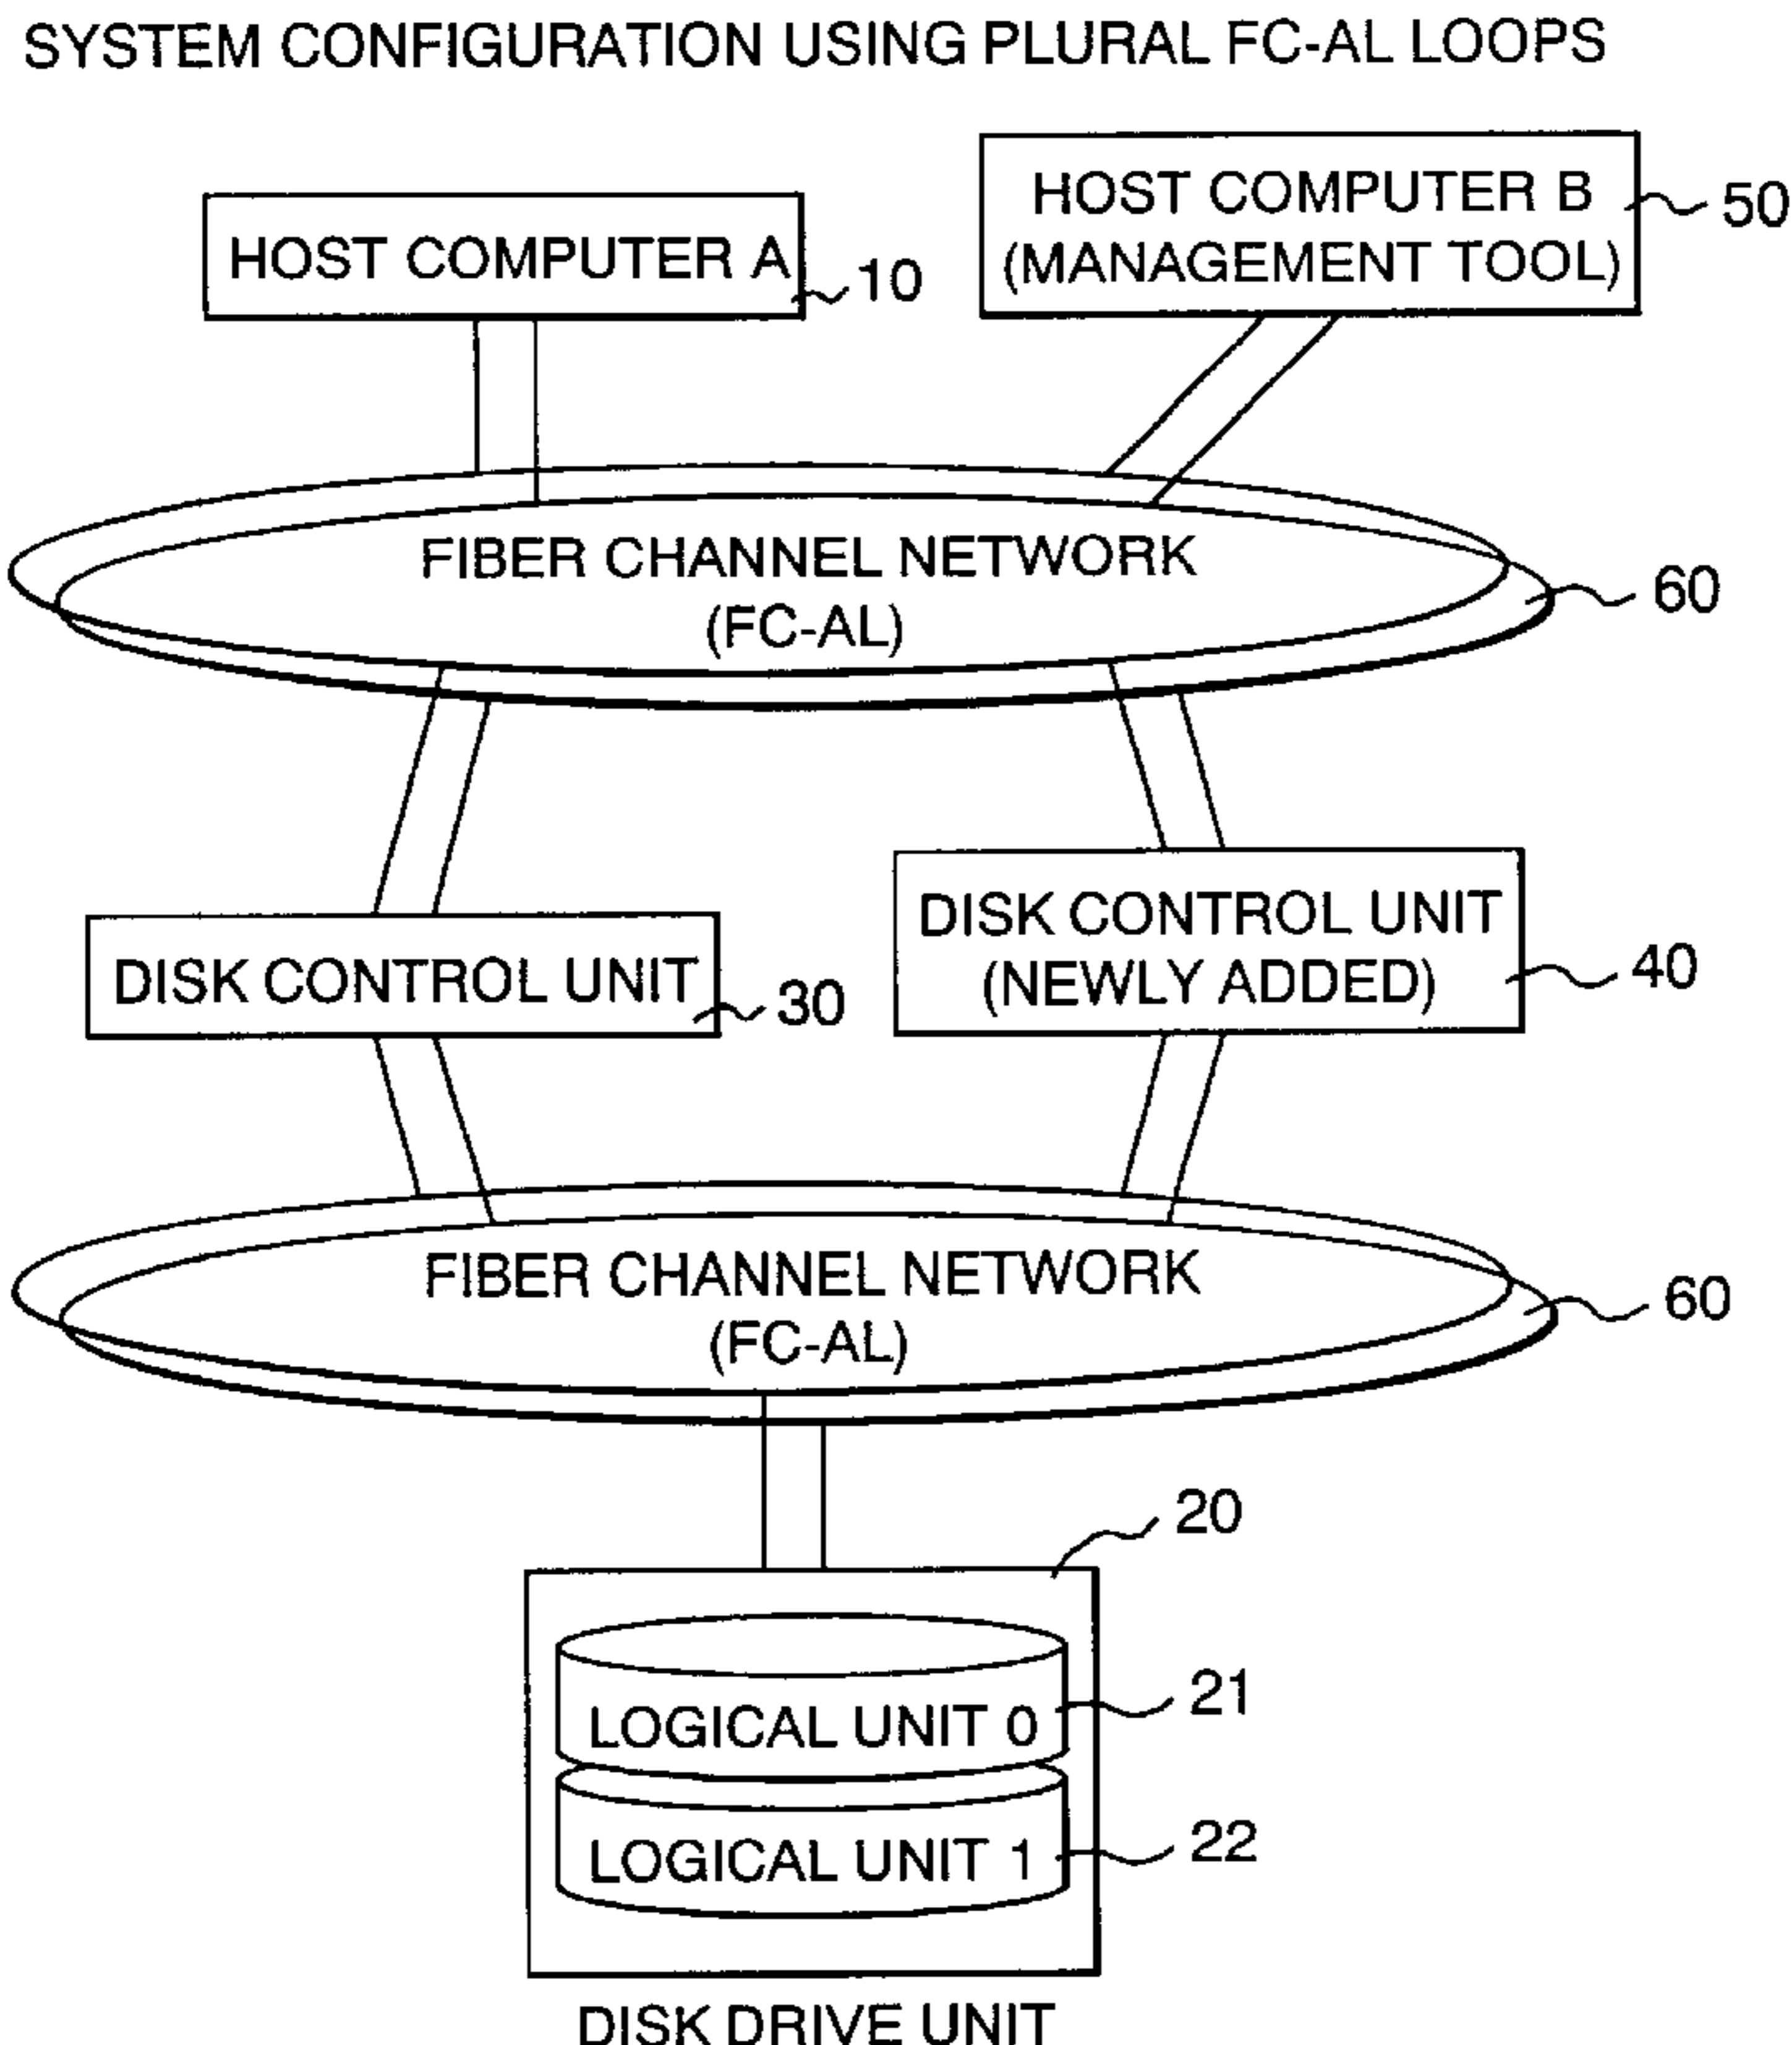 SYSTEM CONFIGURATION USING PLURAL FC-AL LOOPS
HOST COMPUTER A
10
HOST COMPUTER B
(MANAGEMENT TOOL)
50
FIBER CHANNEL NETWORK
(FC-AL)
60
DISK CONTROL UNIT
30
DISK CONTROL UNIT
(NEWLY ADDED)
40
FIBER CHANNEL NETWORK
(FC-AL)
60
20
LOGICAL UNIT 0
21
LOGICAL UNIT 1
22
DISK DRIVE UNIT